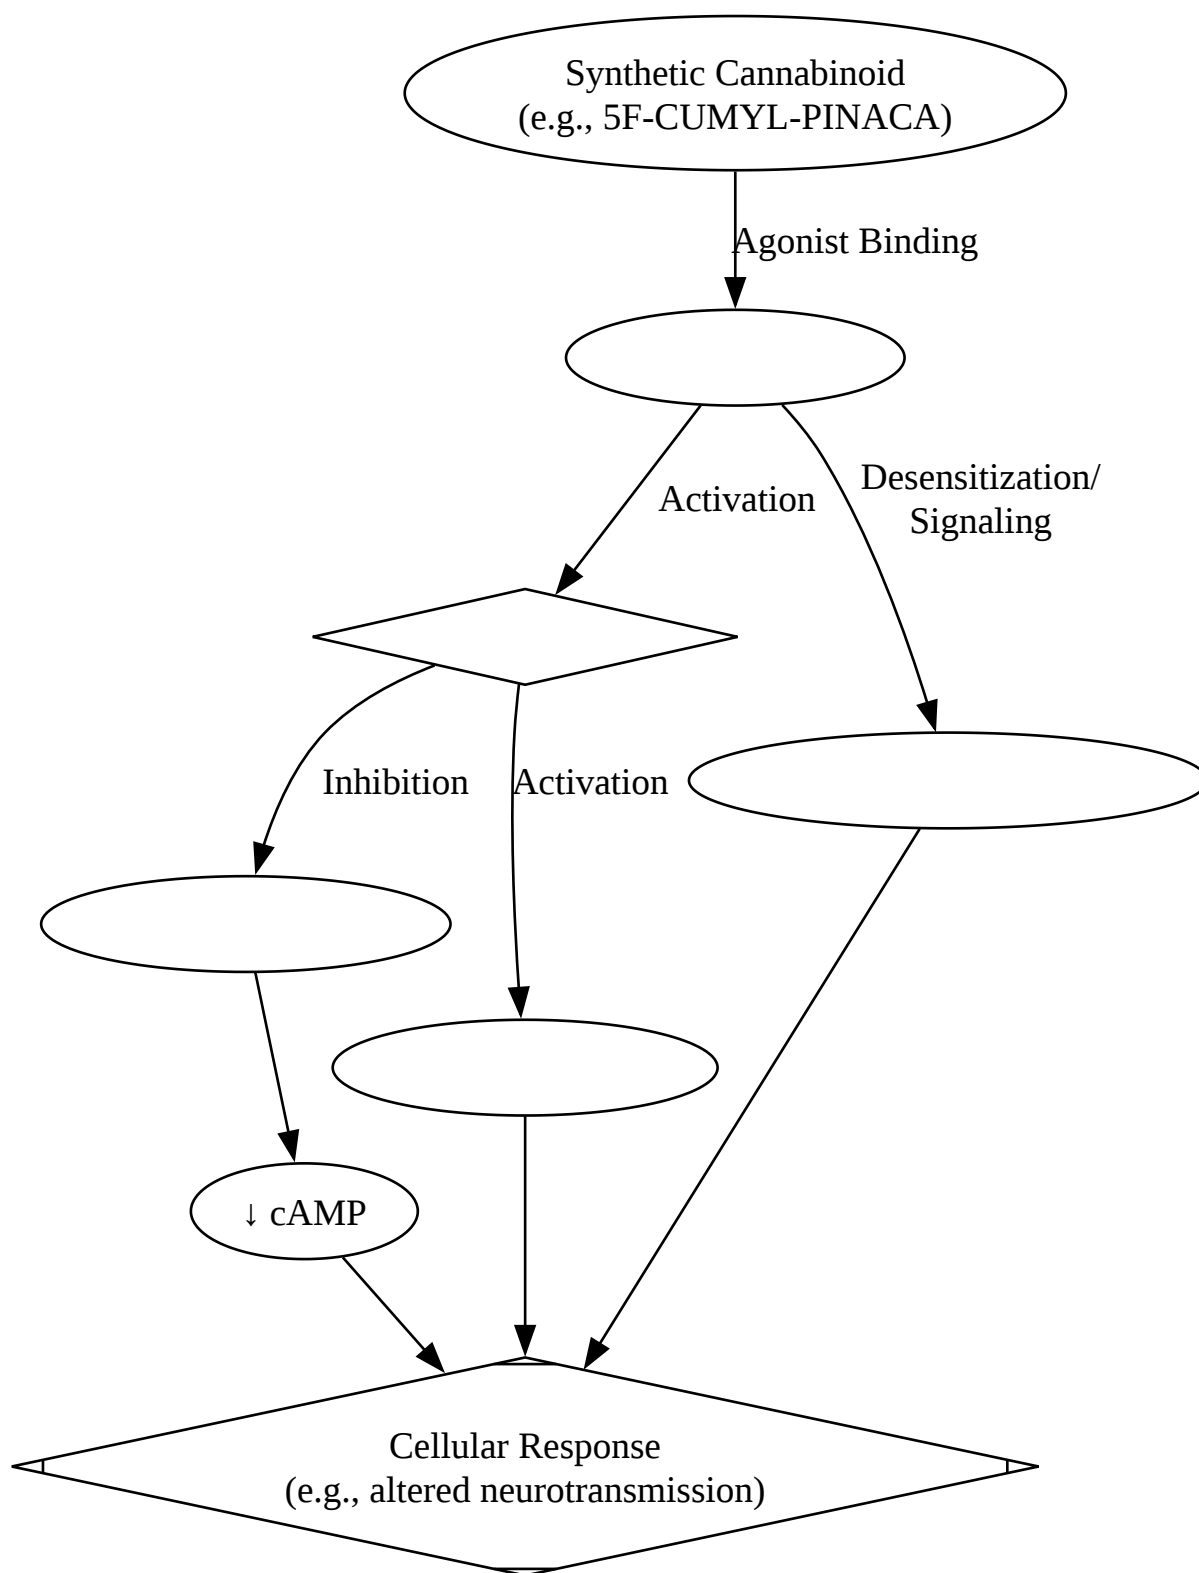 Synthetic Cannabinoid
(e.g., 5F-CUMYL-PINACA)
Agonist Binding
Activation
Desensitization/
Signaling
Inhibition
Activation
↓ cAMP
Cellular Response
(e.g., altered neurotransmission)